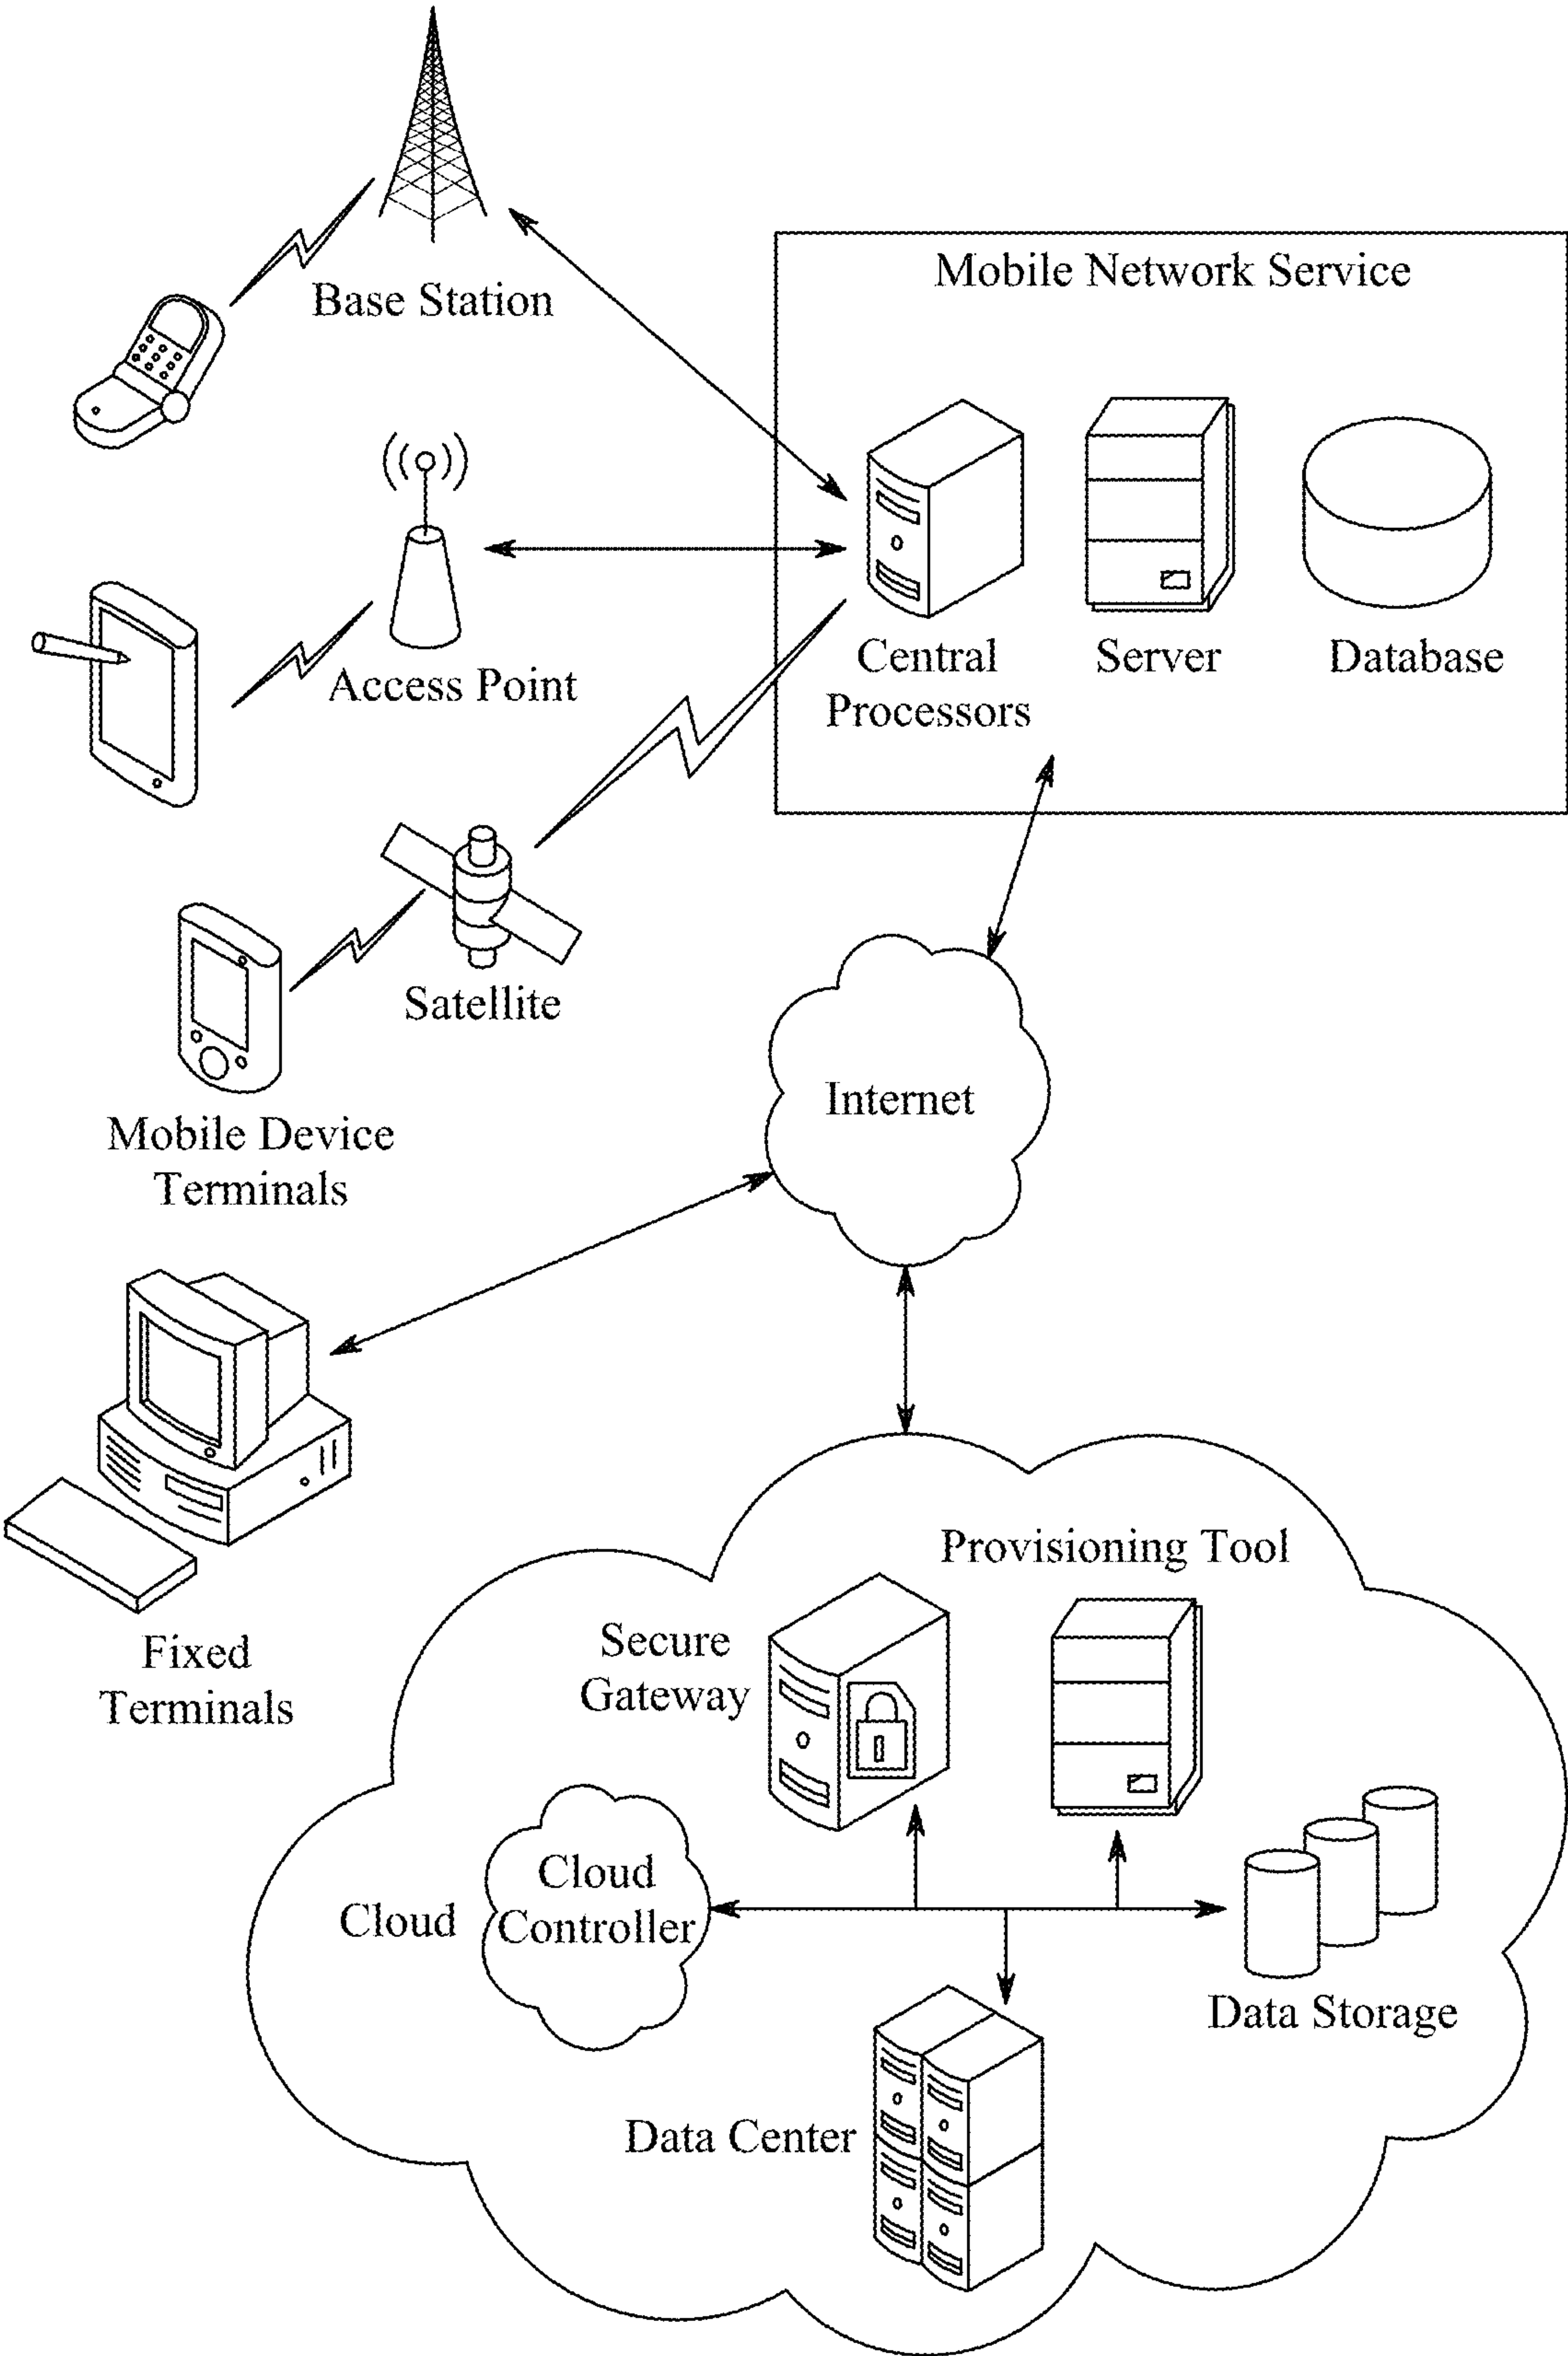 Base Station
Mobile Network Service
Access Point
Central
Processors
Server
Database
Satellite
Mobile Device
Terminals
Internet
Fixed
Terminals
Provisioning Tool
Secure
Gateway
Cloud
Cloud
Controller
Data Storage
Data Center